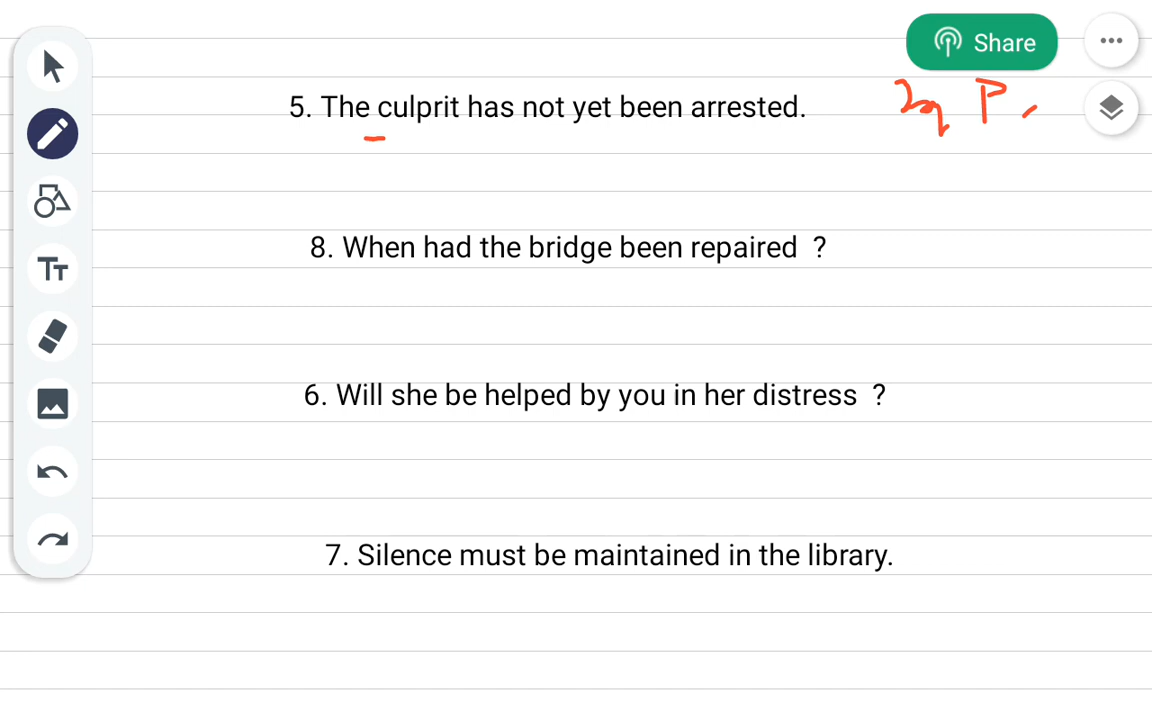 Share
5. The culprit has not yet been arrested.
8. When had the bridge been repaired ?
6. Will she be helped by you in her distress ?
7. Silence must be maintained in the library.